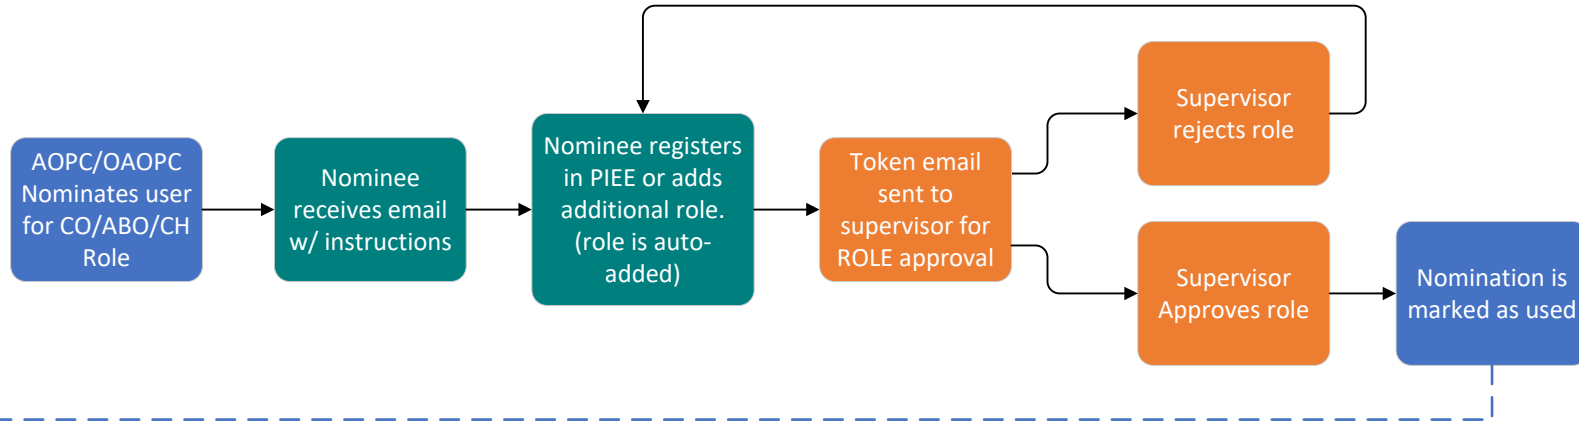 AOPC/OAOPC
Nominates user
for CO/ABO/CH
Role
Nominee
receives email
w/ instructions
Nominee registers
in PIEE or adds
additional role.
(role is auto-
added)
Token email
sent to
supervisor for
ROLE approval
Supervisor
rejects role
Supervisor
Approves role
Nomination is
marked as used